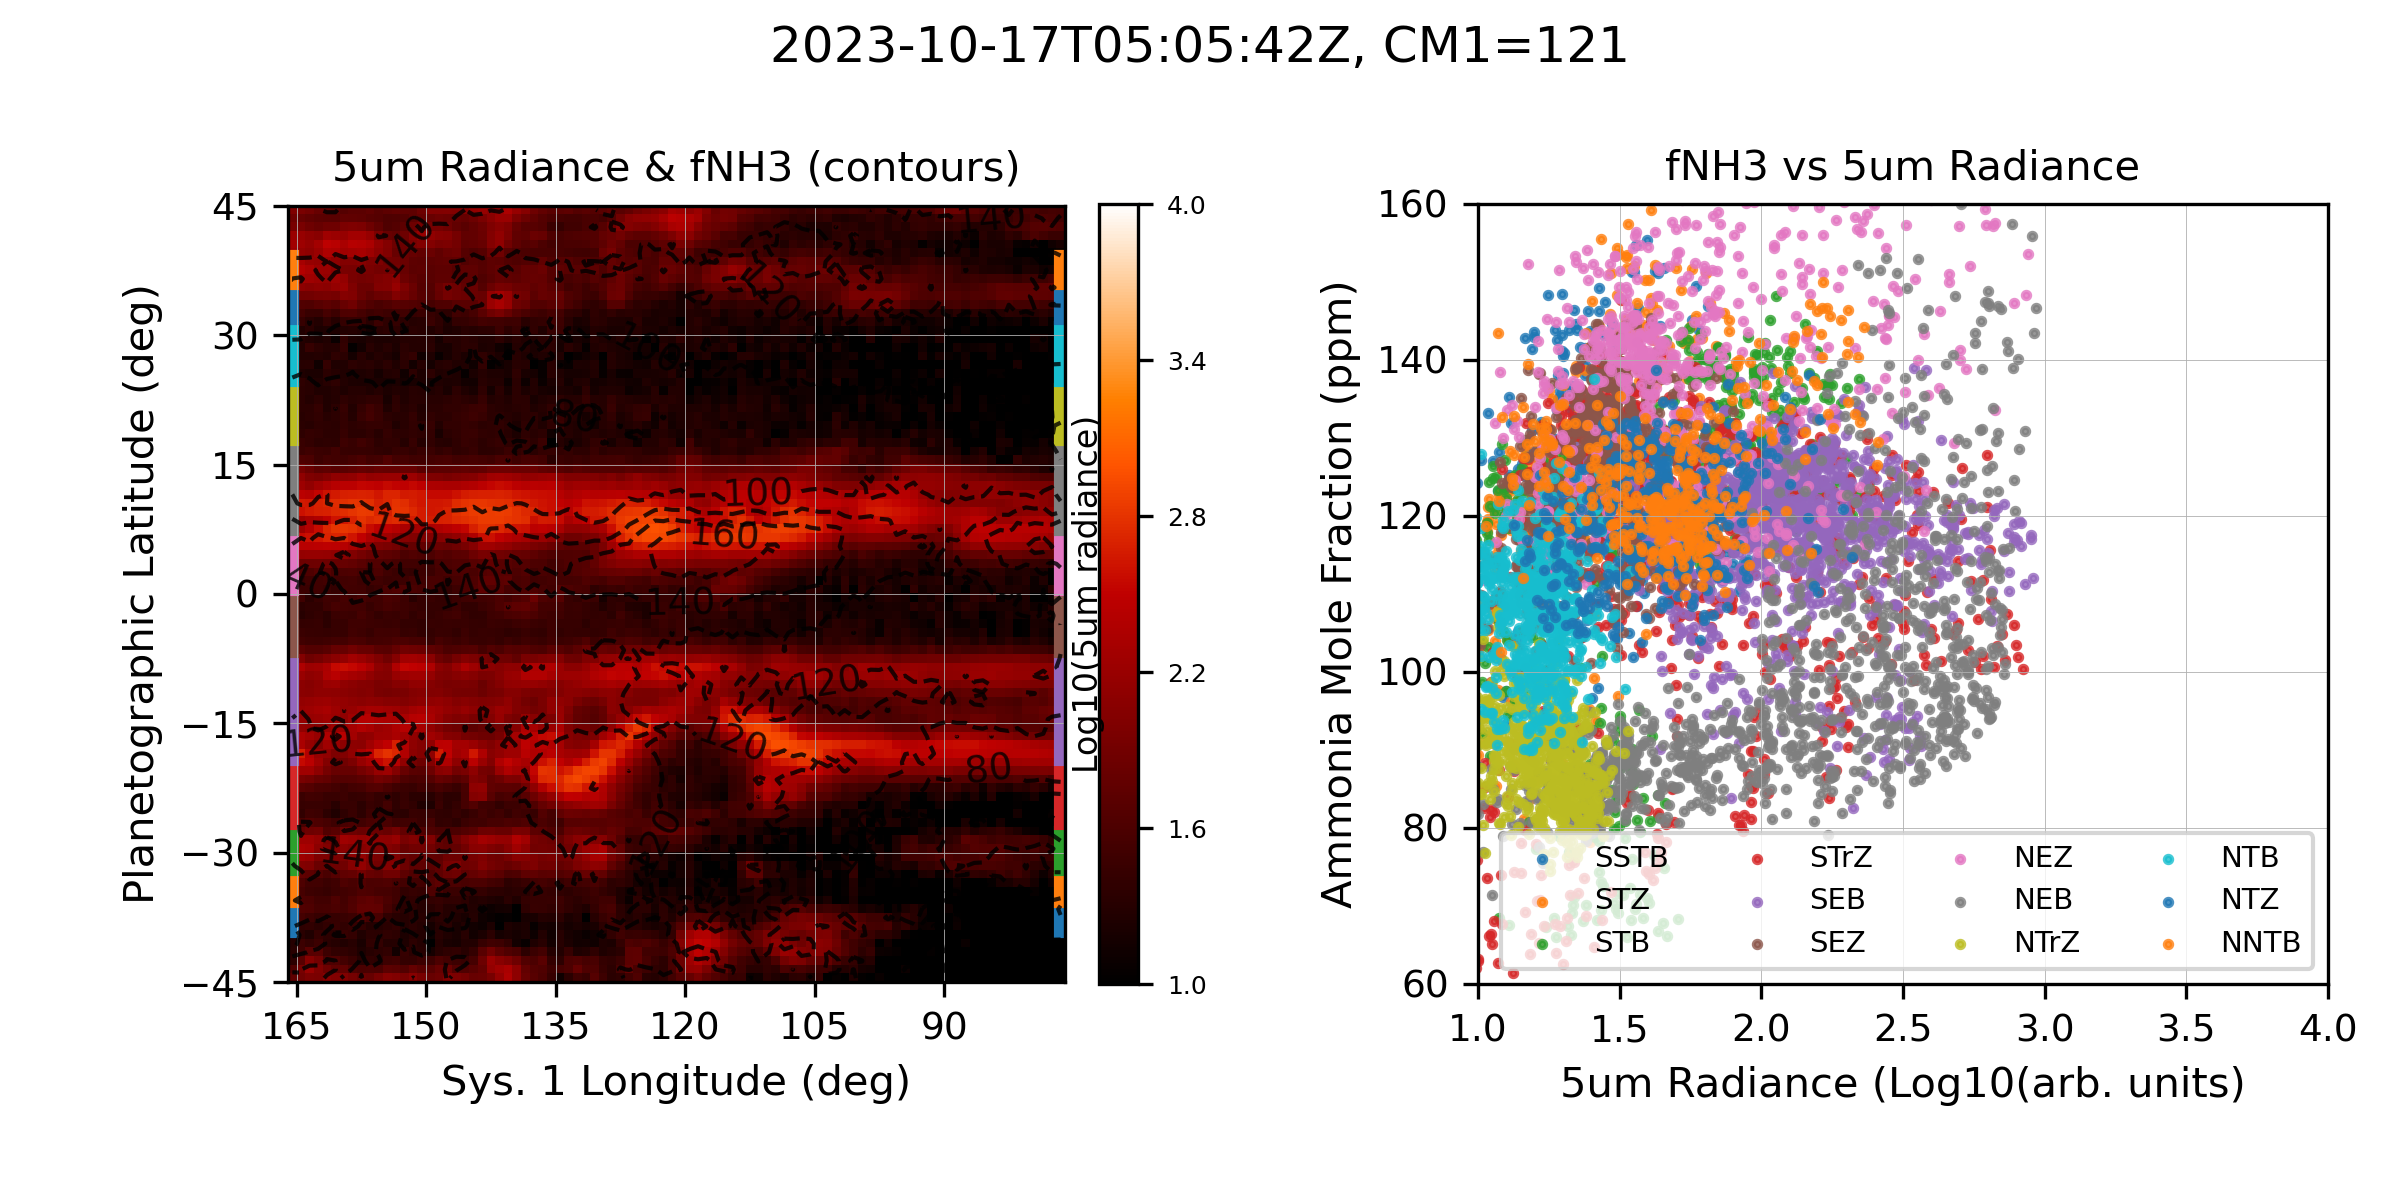 2023-10-17T05:05:42Z, CM1=121
5um Radiance & fNH3 (contours)
Planetographic Latitude (deg)
45
30
15
0
−15
−30
−45
165
150
135
120
105
90
Sys. 1 Longitude (deg)
140
140
120
106
80
100
120
160
140
140
120
120
120
80
140
Log10(5um radiance)
4.0
3.4
2.8
2.2
1.6
1.0
fNH3 vs 5um Radiance
Ammonia Mole Fraction (ppm)
160
140
120
100
80
60
1.0
1.5
2.0
2.5
3.0
3.5
4.0
5um Radiance (Log10(arb. units)
SSTB
STZ
STB
STrZ
SEB
SEZ
NEZ
NEB
NTrZ
NTB
NTZ
NNTB